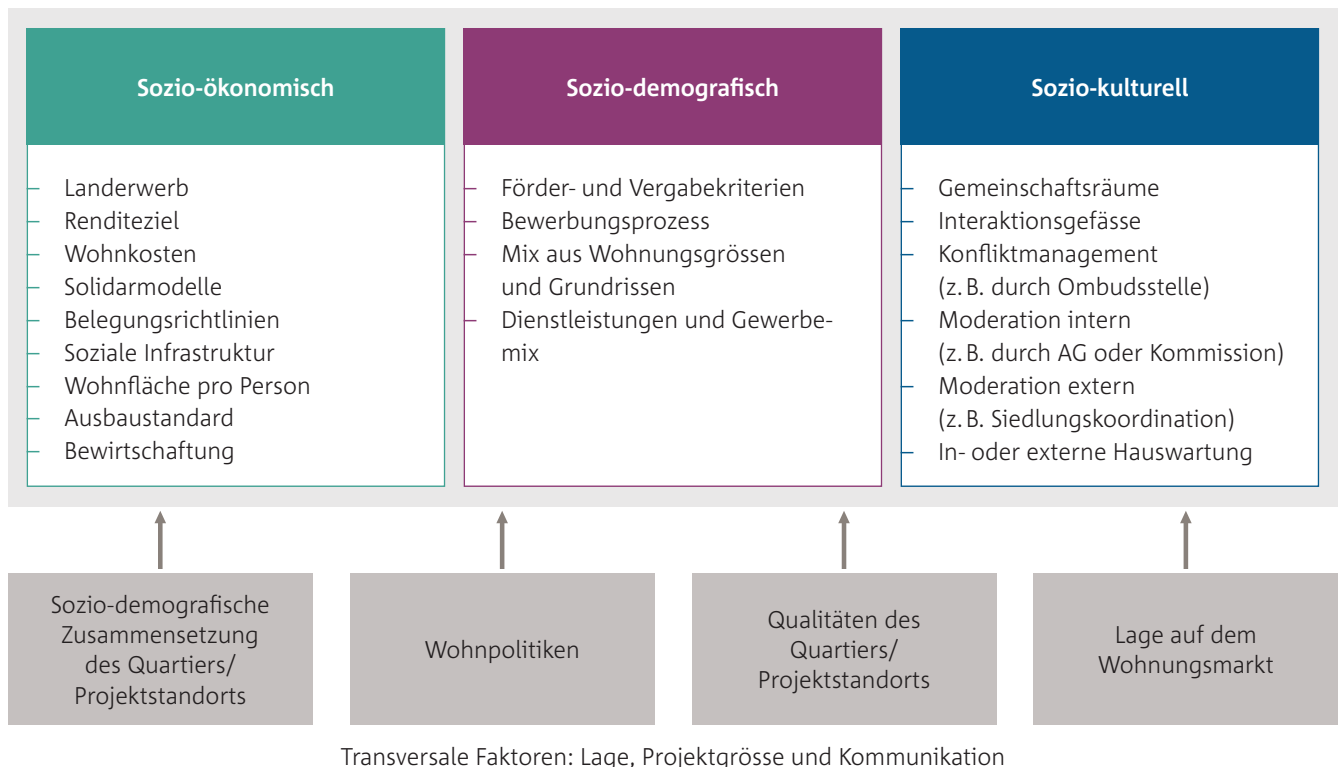 Sozio-ökonomisch
– Landerwerb
– Renditeziel
– Wohnkosten
– Solidarmodelle
– Belegungsrichtlinien
– Soziale Infrastruktur
– Wohnfläche pro Person
– Ausbaustandard
– Bewirtschaftung
Sozio-demografisch
– Förder- und Vergabekriterien
– Bewerbungsprozess
– Mix aus Wohnungsgrössen
und Grundrissen
– Dienstleistungen und Gewerbe-
mix
Sozio-kulturell
– Gemeinschaftsräume
– Interaktionsgefässe
– Konfliktmanagement
(z. B. durch Ombudsstelle)
– Moderation intern
(z. B. durch AG oder Kommission)
– Moderation extern
(z. B. Siedlungskoordination)
– In- oder externe Hauswartung
Sozio-demografische
Zusammensetzung
des Quartiers/
Projektstandorts
Wohnpolitiken
Qualitäten des
Quartiers/
Projektstandorts
Lage auf dem
Wohnungsmarkt
Transversale Faktoren: Lage, Projektgrösse und Kommunikation